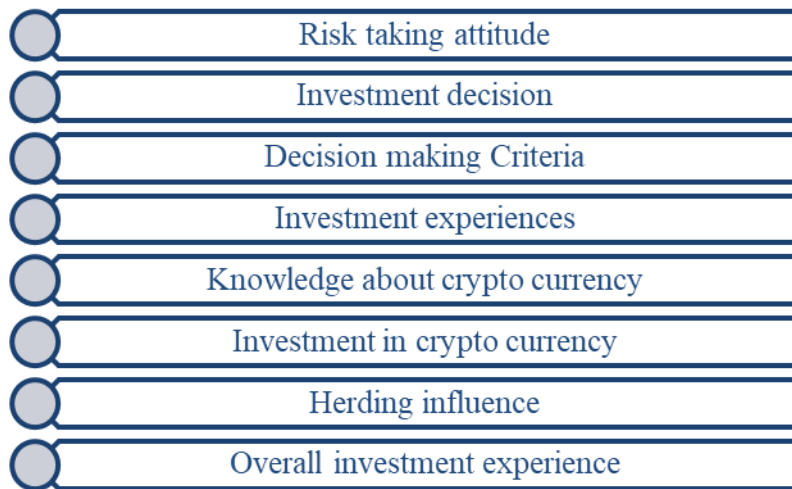 Risk taking attitude
Investment decision
Decision making Criteria
Investment experiences
Knowledge about crypto currency
Investment in crypto currency
Herding influence
Overall investment experience